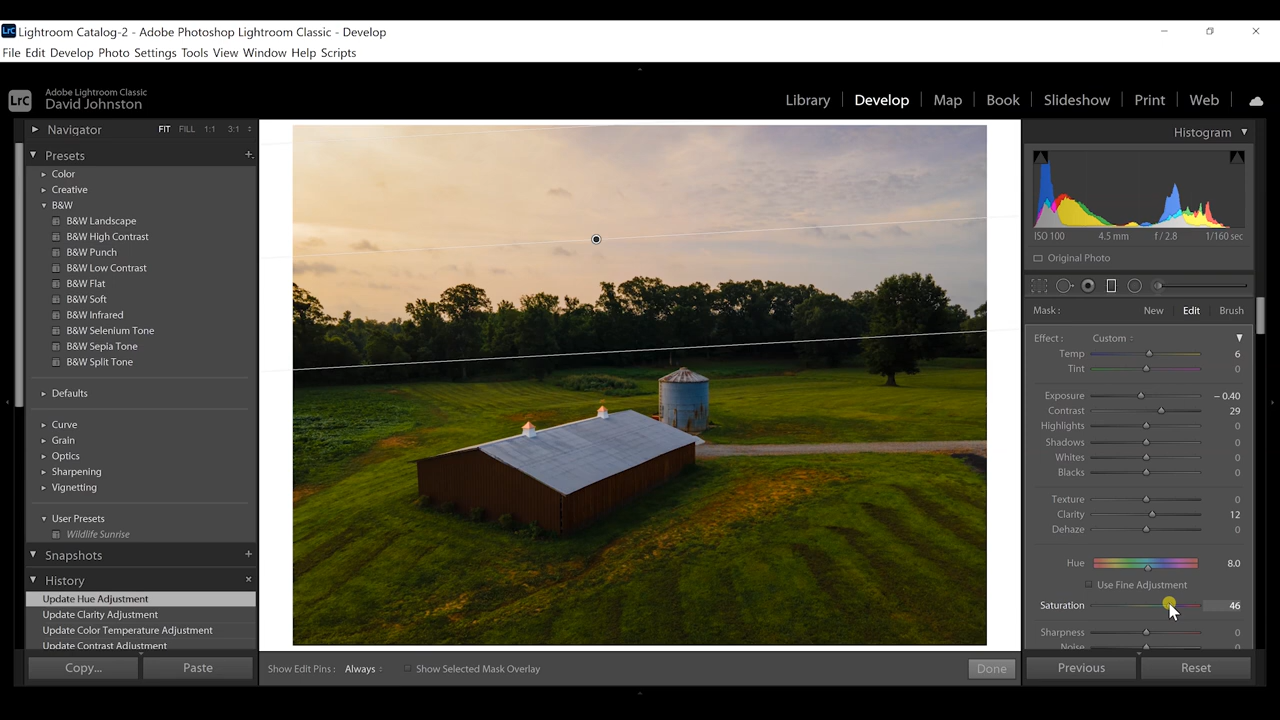 LrC Lightroom Catalog-2 - Adobe Photoshop Lightroom Classic - Develop
File Edit Develop Photo Settings Tools View Window Help Scripts
LrC
Adobe Lightroom Classic
David Johnston
Library | Develop | Map | Book | Slideshow | Print | Web
Navigator FIT FILL 1:1 3:1
Presets +
Color
Creative
B&W
B&W Landscape
B&W High Contrast
B&W Punch
B&W Low Contrast
B&W Flat
B&W Soft
B&W Infrared
B&W Selenium Tone
B&W Sepia Tone
B&W Split Tone
Defaults
Curve
Grain
Optics
Sharpening
Vignetting
User Presets
Wildlife Sunrise
Snapshots +
History ×
Update Hue Adjustment
Update Clarity Adjustment
Update Color Temperature Adjustment
Update Contrast Adjustment
Copy... Paste
Show Edit Pins : Always Show Selected Mask Overlay Done
Histogram
ISO 100 4.5 mm f / 2.8 1/160 sec
Original Photo
Mask : New Edit Brush
Effect : Custom
Temp 6
Tint 0
Exposure – 0.40
Contrast 29
Highlights 0
Shadows 0
Whites 0
Blacks 0
Texture 0
Clarity 12
Dehaze 0
Hue 8.0
Use Fine Adjustment
Saturation 46
Sharpness 0
Noise 0
Previous Reset